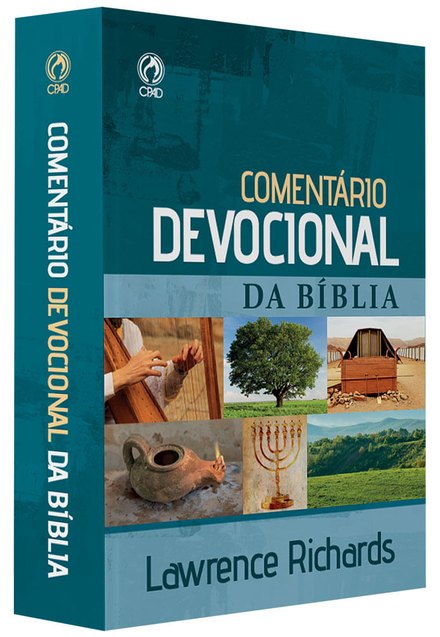 CPAD
COMENTÁRIO DEVOCIONAL DA BÍBLIA
CPAD
COMENTÁRIO
DEVOCIONAL
DA BÍBLIA
Lawrence Richards